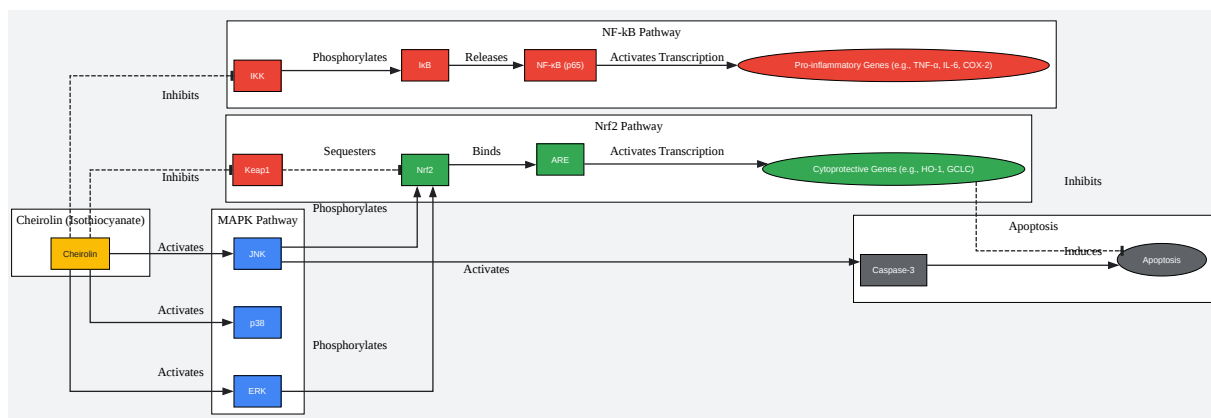 NF-kB Pathway
Phosphorylates
Releases
Activates Transcription
IKK
IκB
NF-κB (p65)
Pro-inflammatory Genes (e.g., TNF-α, IL-6, COX-2)
Inhibits
Nrf2 Pathway
Sequesters
Binds
Activates Transcription
Keap1
Nrf2
ARE
Cytoprotective Genes (e.g., HO-1, GCLC)
Inhibits
Inhibits
Phosphorylates
Cheirolin (Isothiocyanate)
MAPK Pathway
Apoptosis
Cheirolin
Activates
JNK
Activates
Induces
Caspase-3
Apoptosis
Activates
p38
Phosphorylates
Activates
ERK